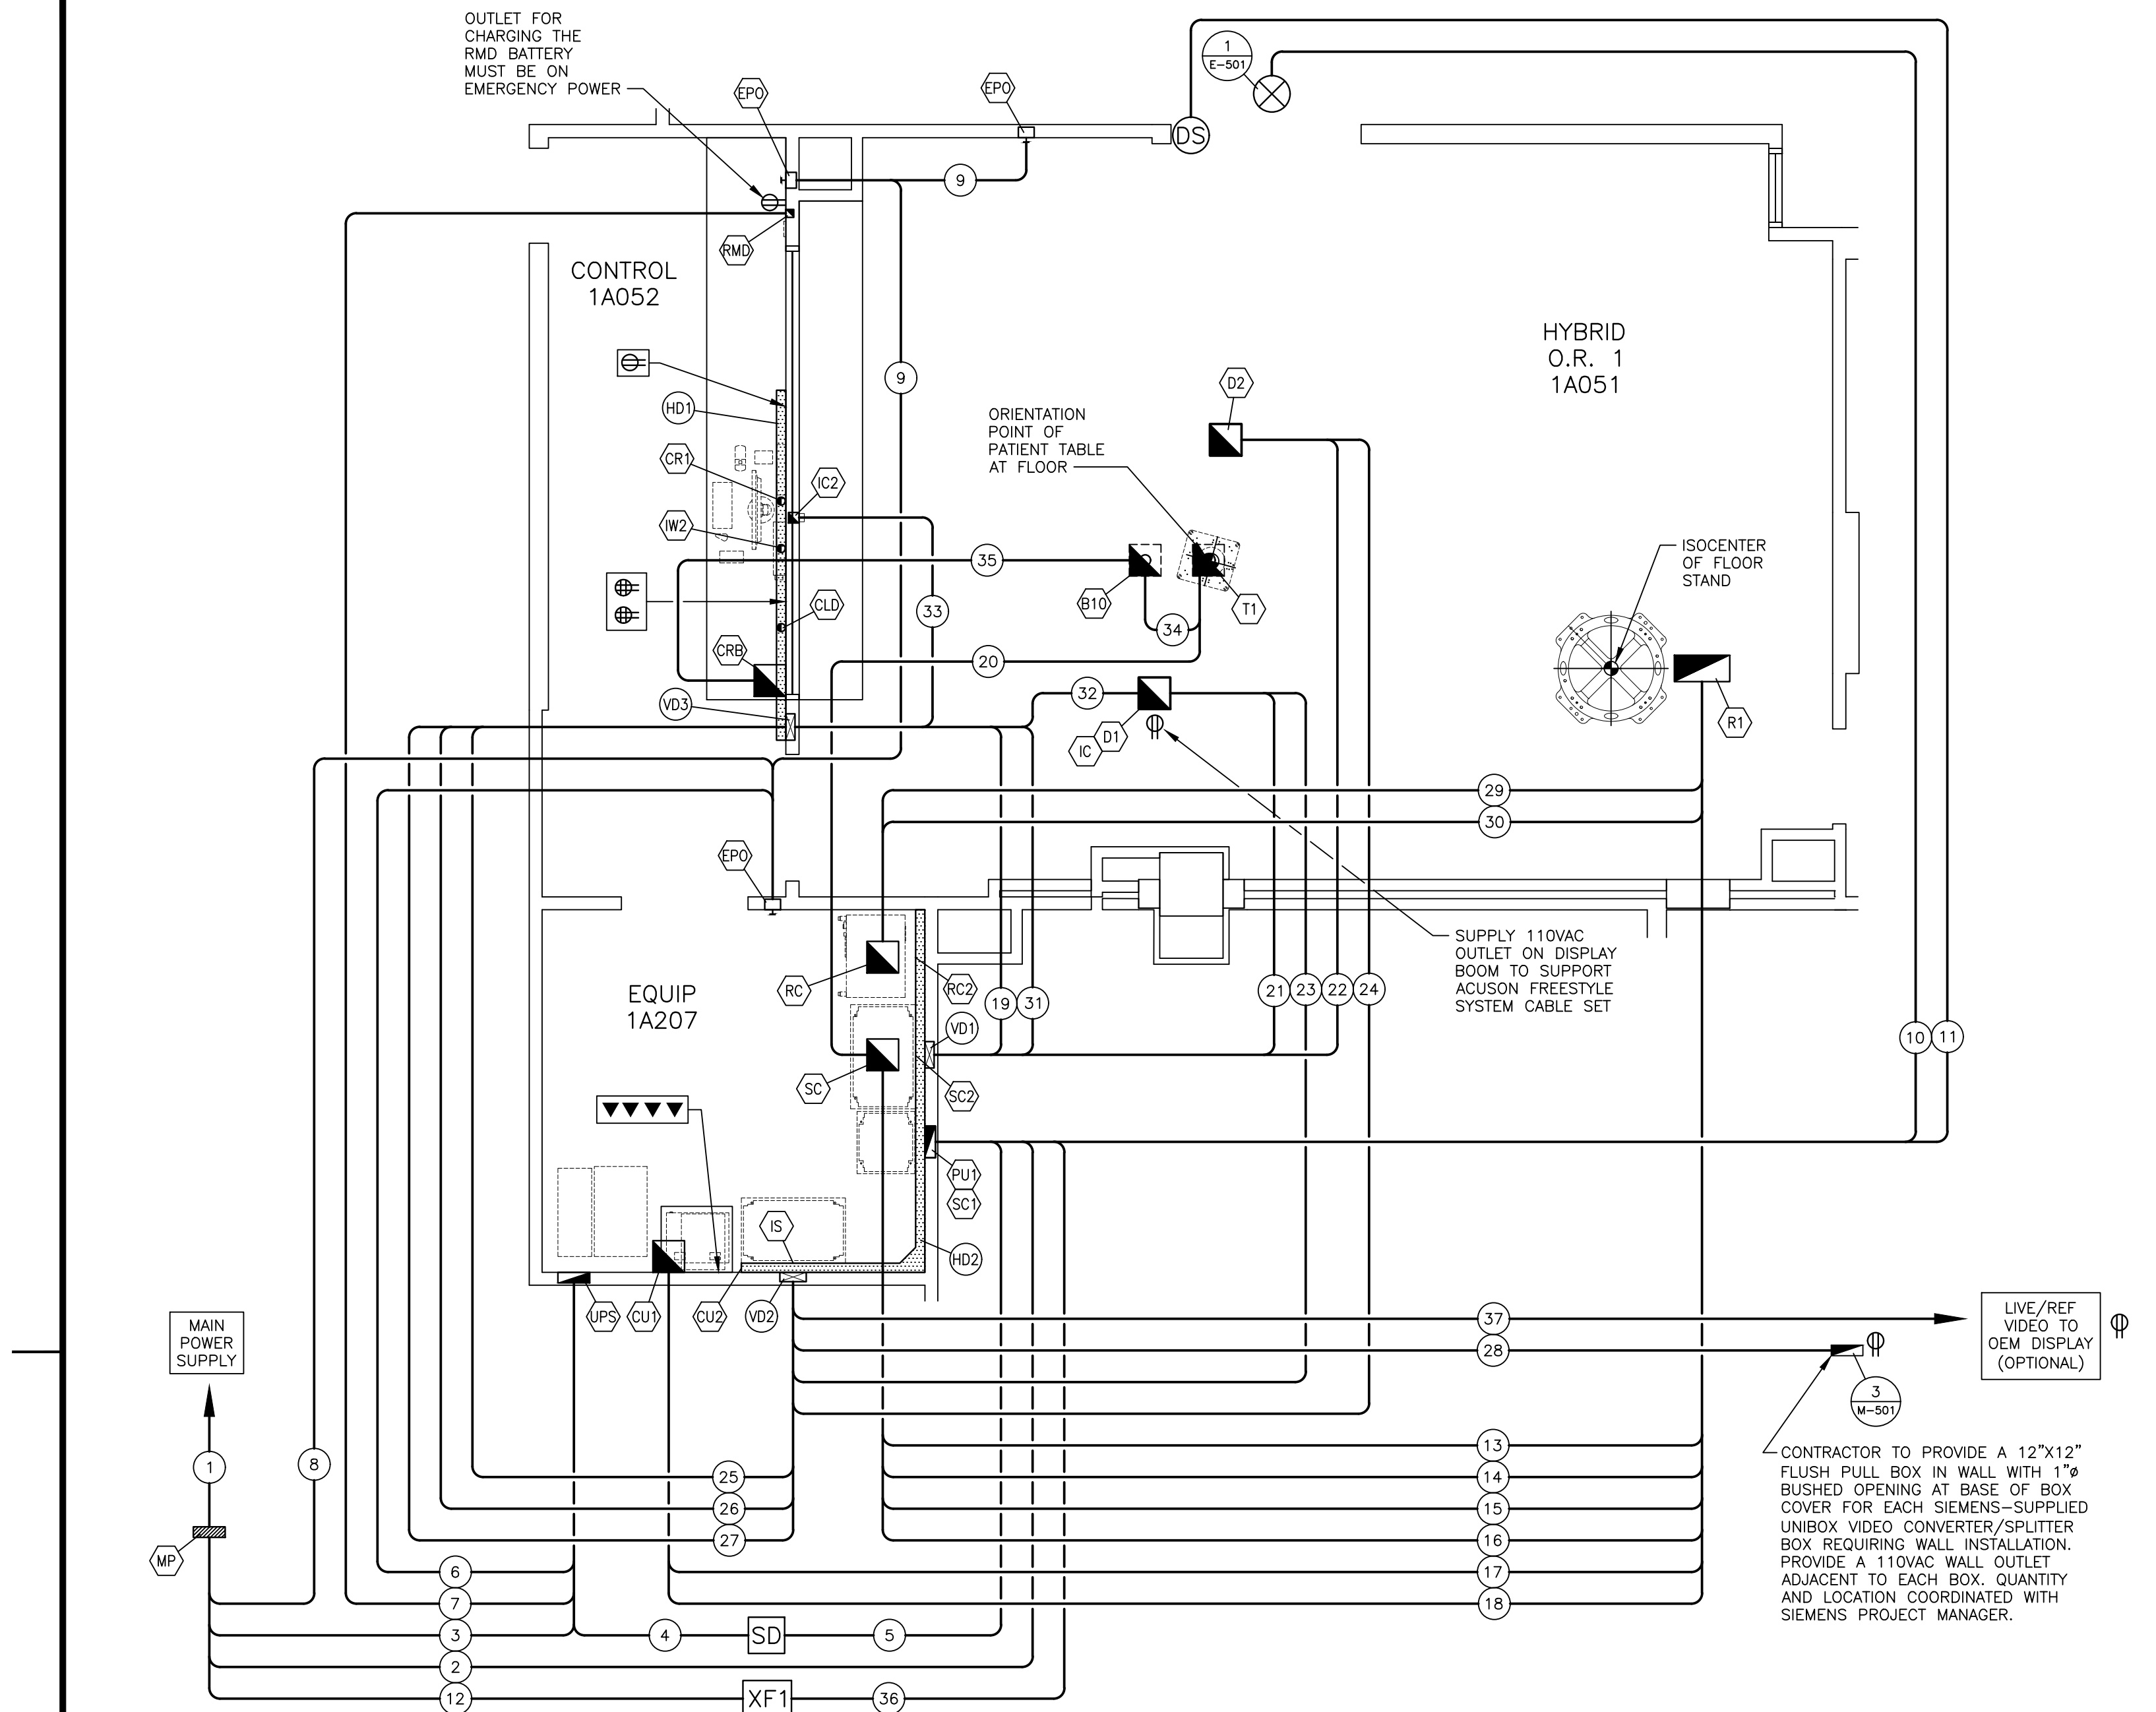 OUTLET FOR
CHARGING THE
RMD BATTERY
MUST BE ON
EMERGENCY POWER
1
E-501
EPO
EPO
DS
9
RMD
CONTROL
1A052
HYBRID
O.R. 1
1A051
9
D2
HD1
ORIENTATION
POINT OF
PATIENT TABLE
AT FLOOR
CR1
IC2
IW2
35
ISOCENTER
OF FLOOR
STAND
CLD
33
B10
T1
34
CRB
20
32
VD3
R1
D1
IC
29
30
EPO
SUPPLY 110VAC
OUTLET ON DISPLAY
BOOM TO SUPPORT
ACUSON FREESTYLE
SYSTEM CABLE SET
RC
RC2
EQUIP
1A207
19
31
21
23
22
24
VD1
10
11
SC
SC2
PU1
SC1
IS
HD2
UPS
CU1
CU2
VD2
37
LIVE/REF
VIDEO TO
OEM DISPLAY
(OPTIONAL)
MAIN
POWER
SUPPLY
28
3
M-501
13
CONTRACTOR TO PROVIDE A 12"X12"
FLUSH PULL BOX IN WALL WITH 1"ø
BUSHED OPENING AT BASE OF BOX
COVER FOR EACH SIEMENS-SUPPLIED
UNIBOX VIDEO CONVERTER/SPLITTER
BOX REQUIRING WALL INSTALLATION.
PROVIDE A 110VAC WALL OUTLET
ADJACENT TO EACH BOX. QUANTITY
AND LOCATION COORDINATED WITH
SIEMENS PROJECT MANAGER.
1
8
25
14
26
15
27
16
MP
6
17
7
18
3
4
SD
5
2
12
XF1
36